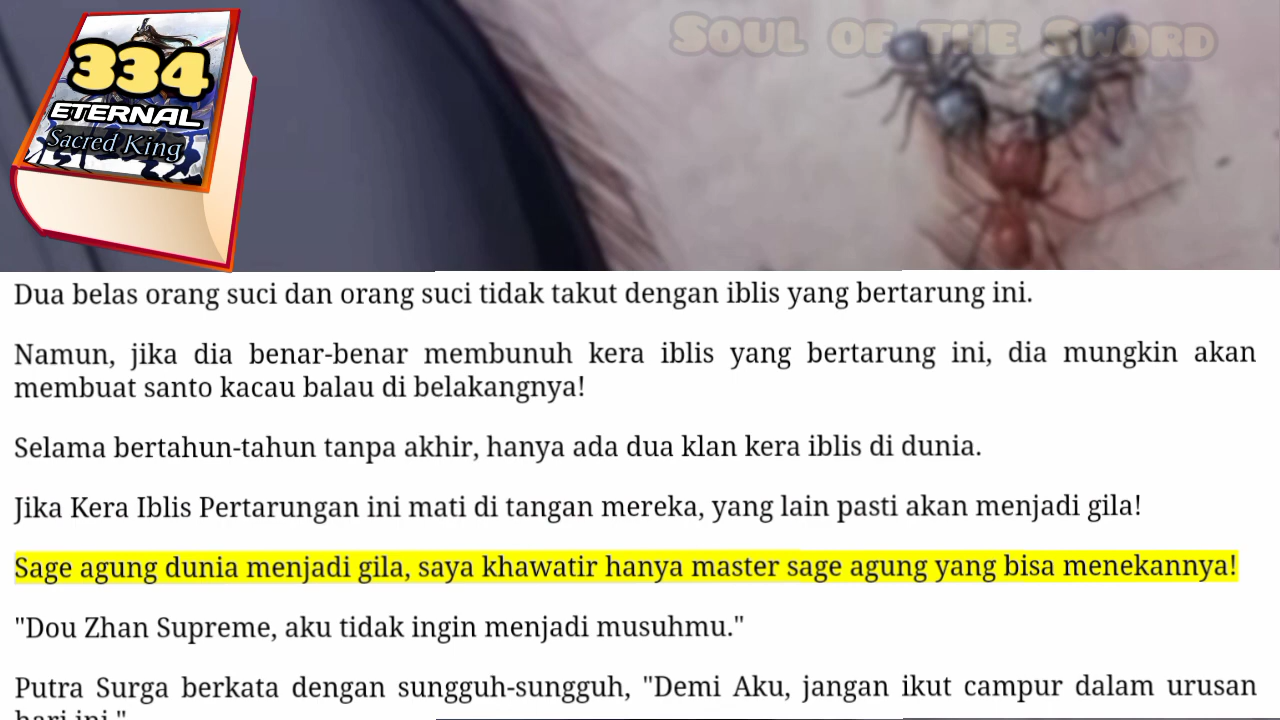 Soul of the Sword
334
ETERNAL
Sacred King
Dua belas orang suci dan orang suci tidak takut dengan iblis yang bertarung ini.
Namun, jika dia benar-benar membunuh kera iblis yang bertarung ini, dia mungkin akan
membuat santo kacau balau di belakangnya!
Selama bertahun-tahun tanpa akhir, hanya ada dua klan kera iblis di dunia.
Jika Kera Iblis Pertarungan ini mati di tangan mereka, yang lain pasti akan menjadi gila!
Sage agung dunia menjadi gila, saya khawatir hanya master sage agung yang bisa menekannya!
"Dou Zhan Supreme, aku tidak ingin menjadi musuhmu."
Putra Surga berkata dengan sungguh-sungguh, "Demi Aku, jangan ikut campur dalam urusan
hari ini."